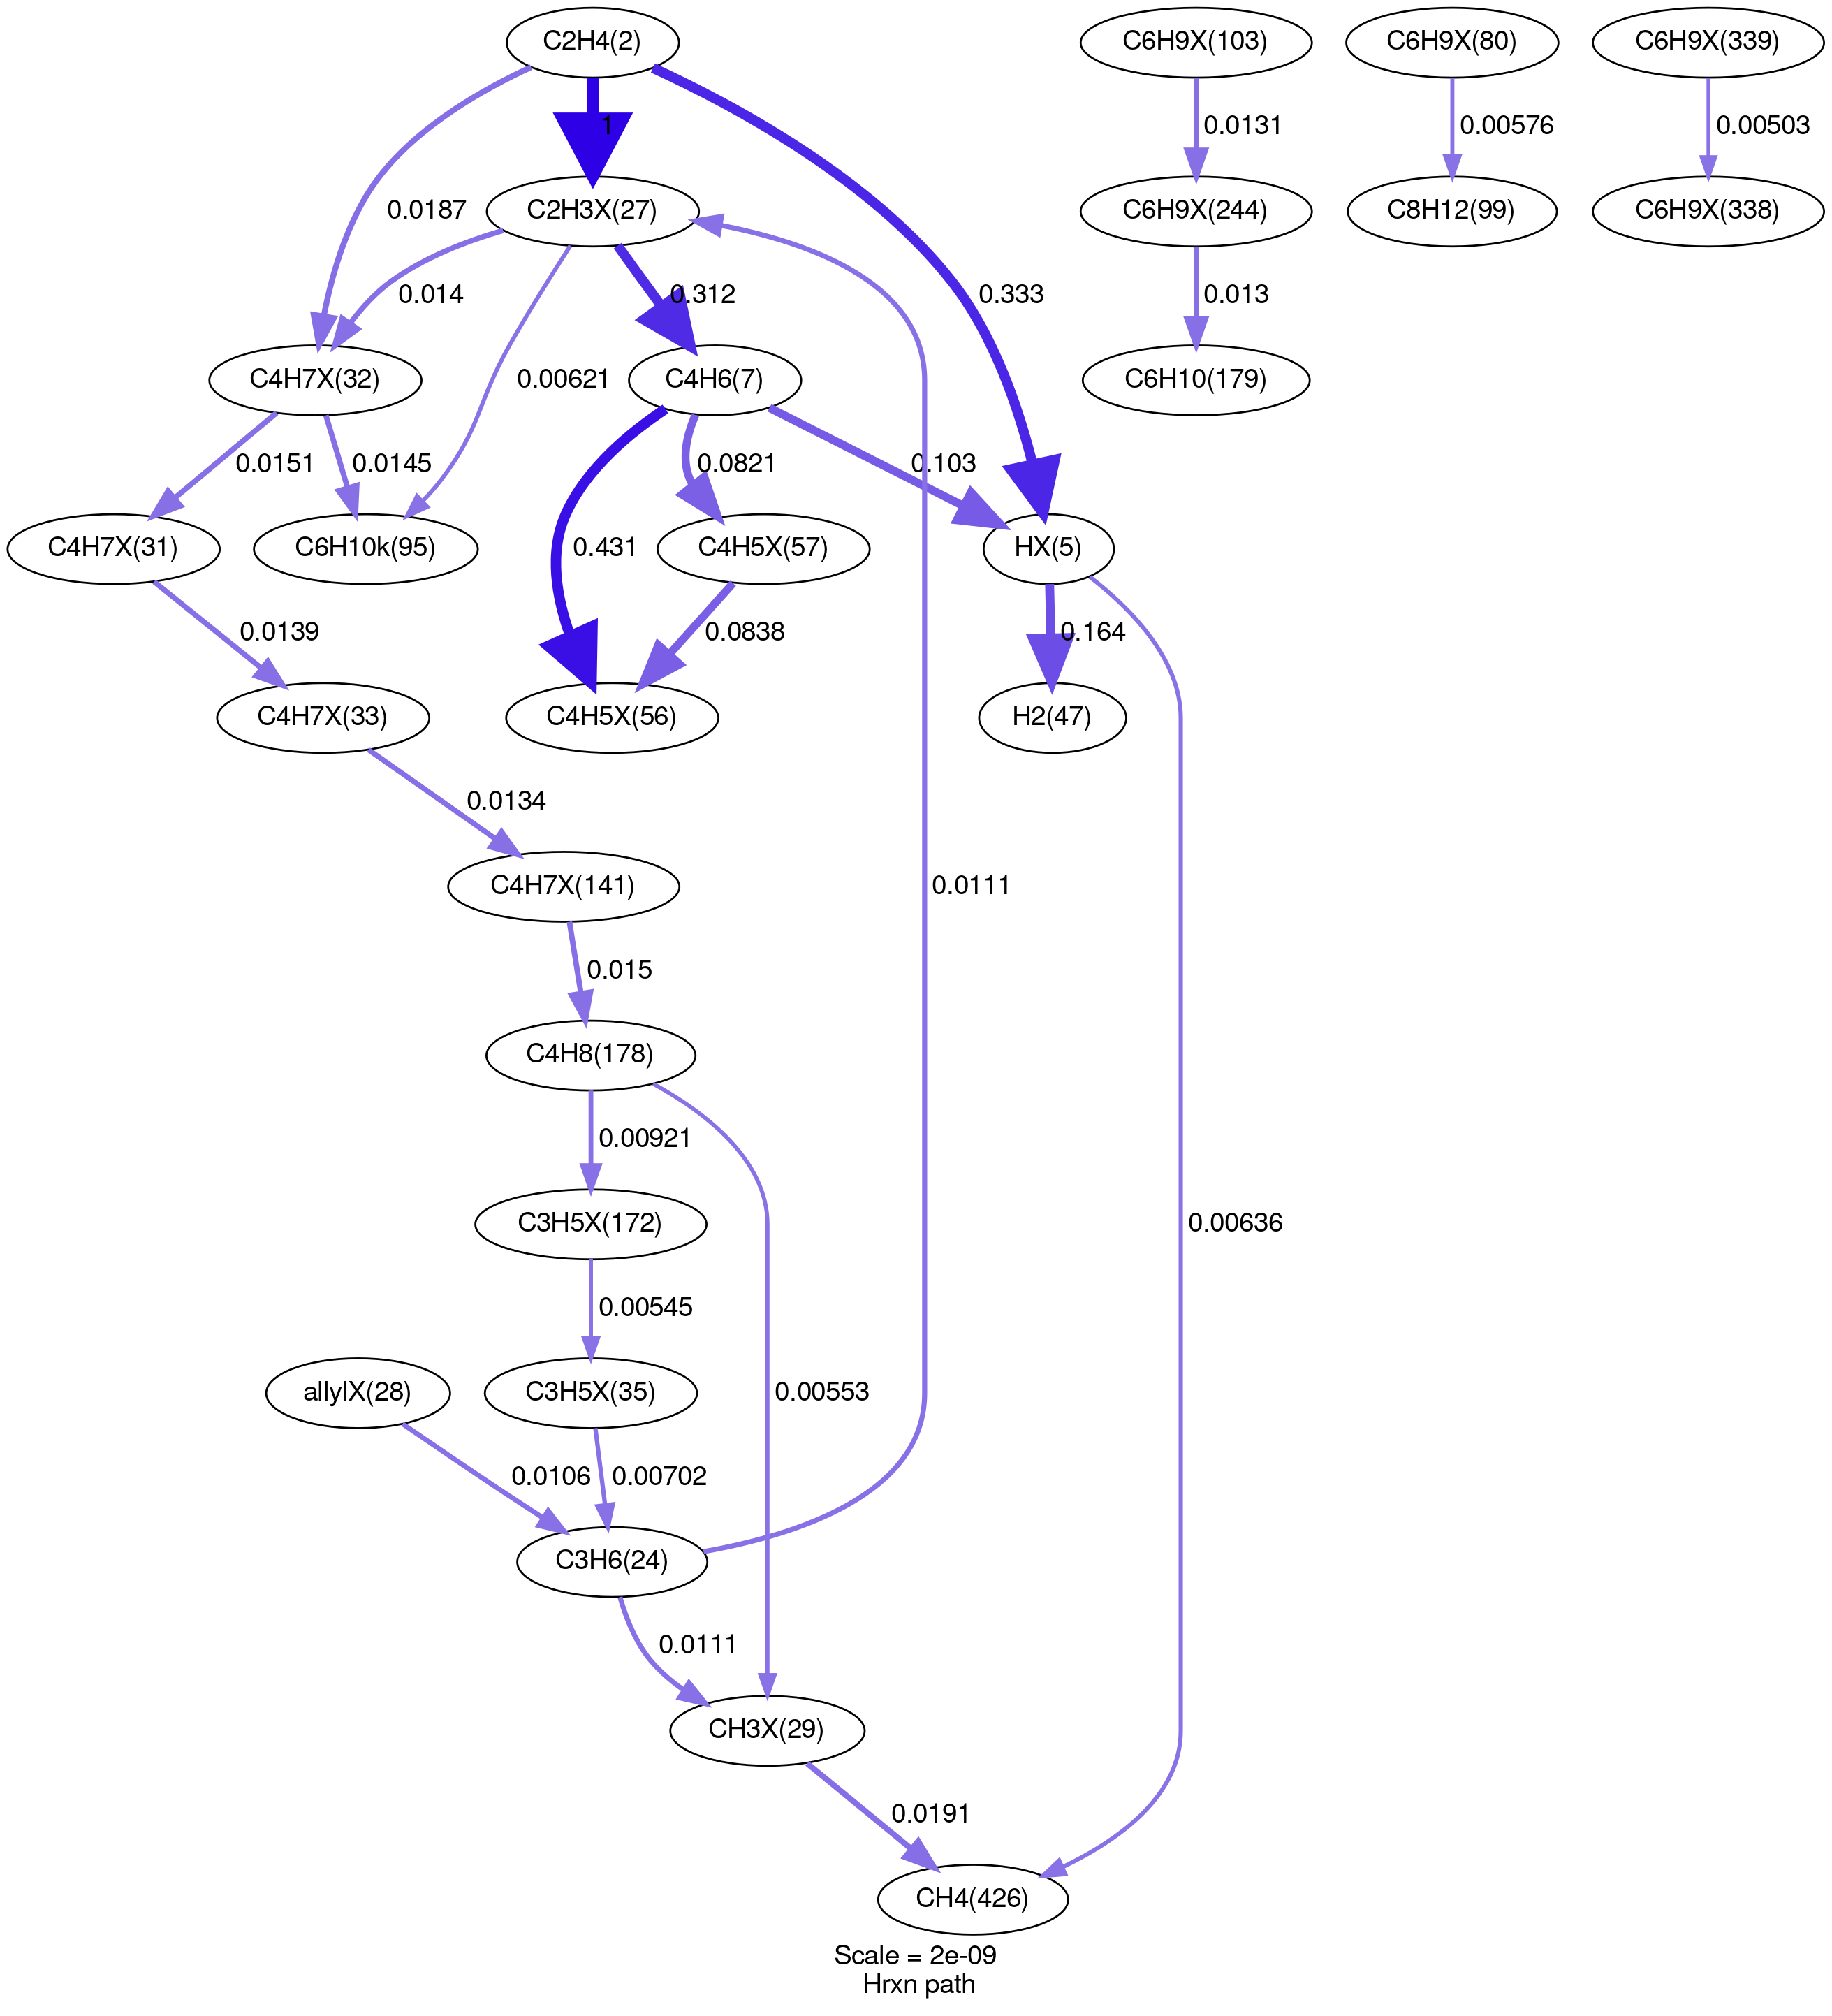 C2H4(2)
C6H9X(103)
C6H9X(80)
C6H9X(339)
1
0.0131
0.00576
0.00503
C2H3X(27)
C6H9X(244)
C8H12(99)
C6H9X(338)
0.0187
0.014
0.312
0.333
0.013
0.00621
C4H7X(32)
C4H6(7)
C6H10(179)
0.0151
0.0145
0.0821
0.103
C4H7X(31)
C6H10k(95)
0.431
C4H5X(57)
HX(5)
0.0139
0.0838
0.164
C4H7X(33)
C4H5X(56)
H2(47)
0.0134
C4H7X(141)
0.0111
0.015
C4H8(178)
0.00921
C3H5X(172)
0.00636
0.00545
allylX(28)
C3H5X(35)
0.00553
0.0106
0.00702
C3H6(24)
0.0111
CH3X(29)
0.0191
CH4(426)
Scale = 2e-09
Hrxn path